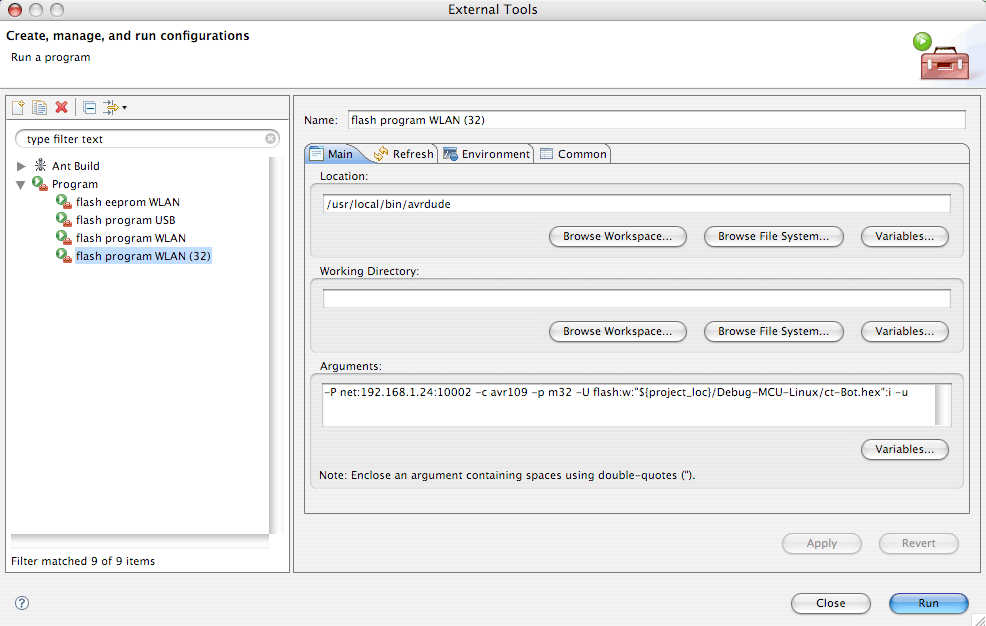 External Tools
Create, manage, and run configurations
Run a program
type filter text
Ant Build
Program
flash eeprom WLAN
flash program USB
flash program WLAN
flash program WLAN (32)
Filter matched 9 of 9 items
Name: flash program WLAN (32)
Main Refresh Environment Common
Location:
/usr/local/bin/avrdude
Browse Workspace... Browse File System... Variables...
Working Directory:
Browse Workspace... Browse File System... Variables...
Arguments:
-P net:192.168.1.24:10002 -c avr109 -p m32 -U flash:w:"${project_loc}/Debug-MCU-Linux/ct-Bot.hex":i -u
Variables...
Note: Enclose an argument containing spaces using double-quotes (").
Apply Revert
? Close Run